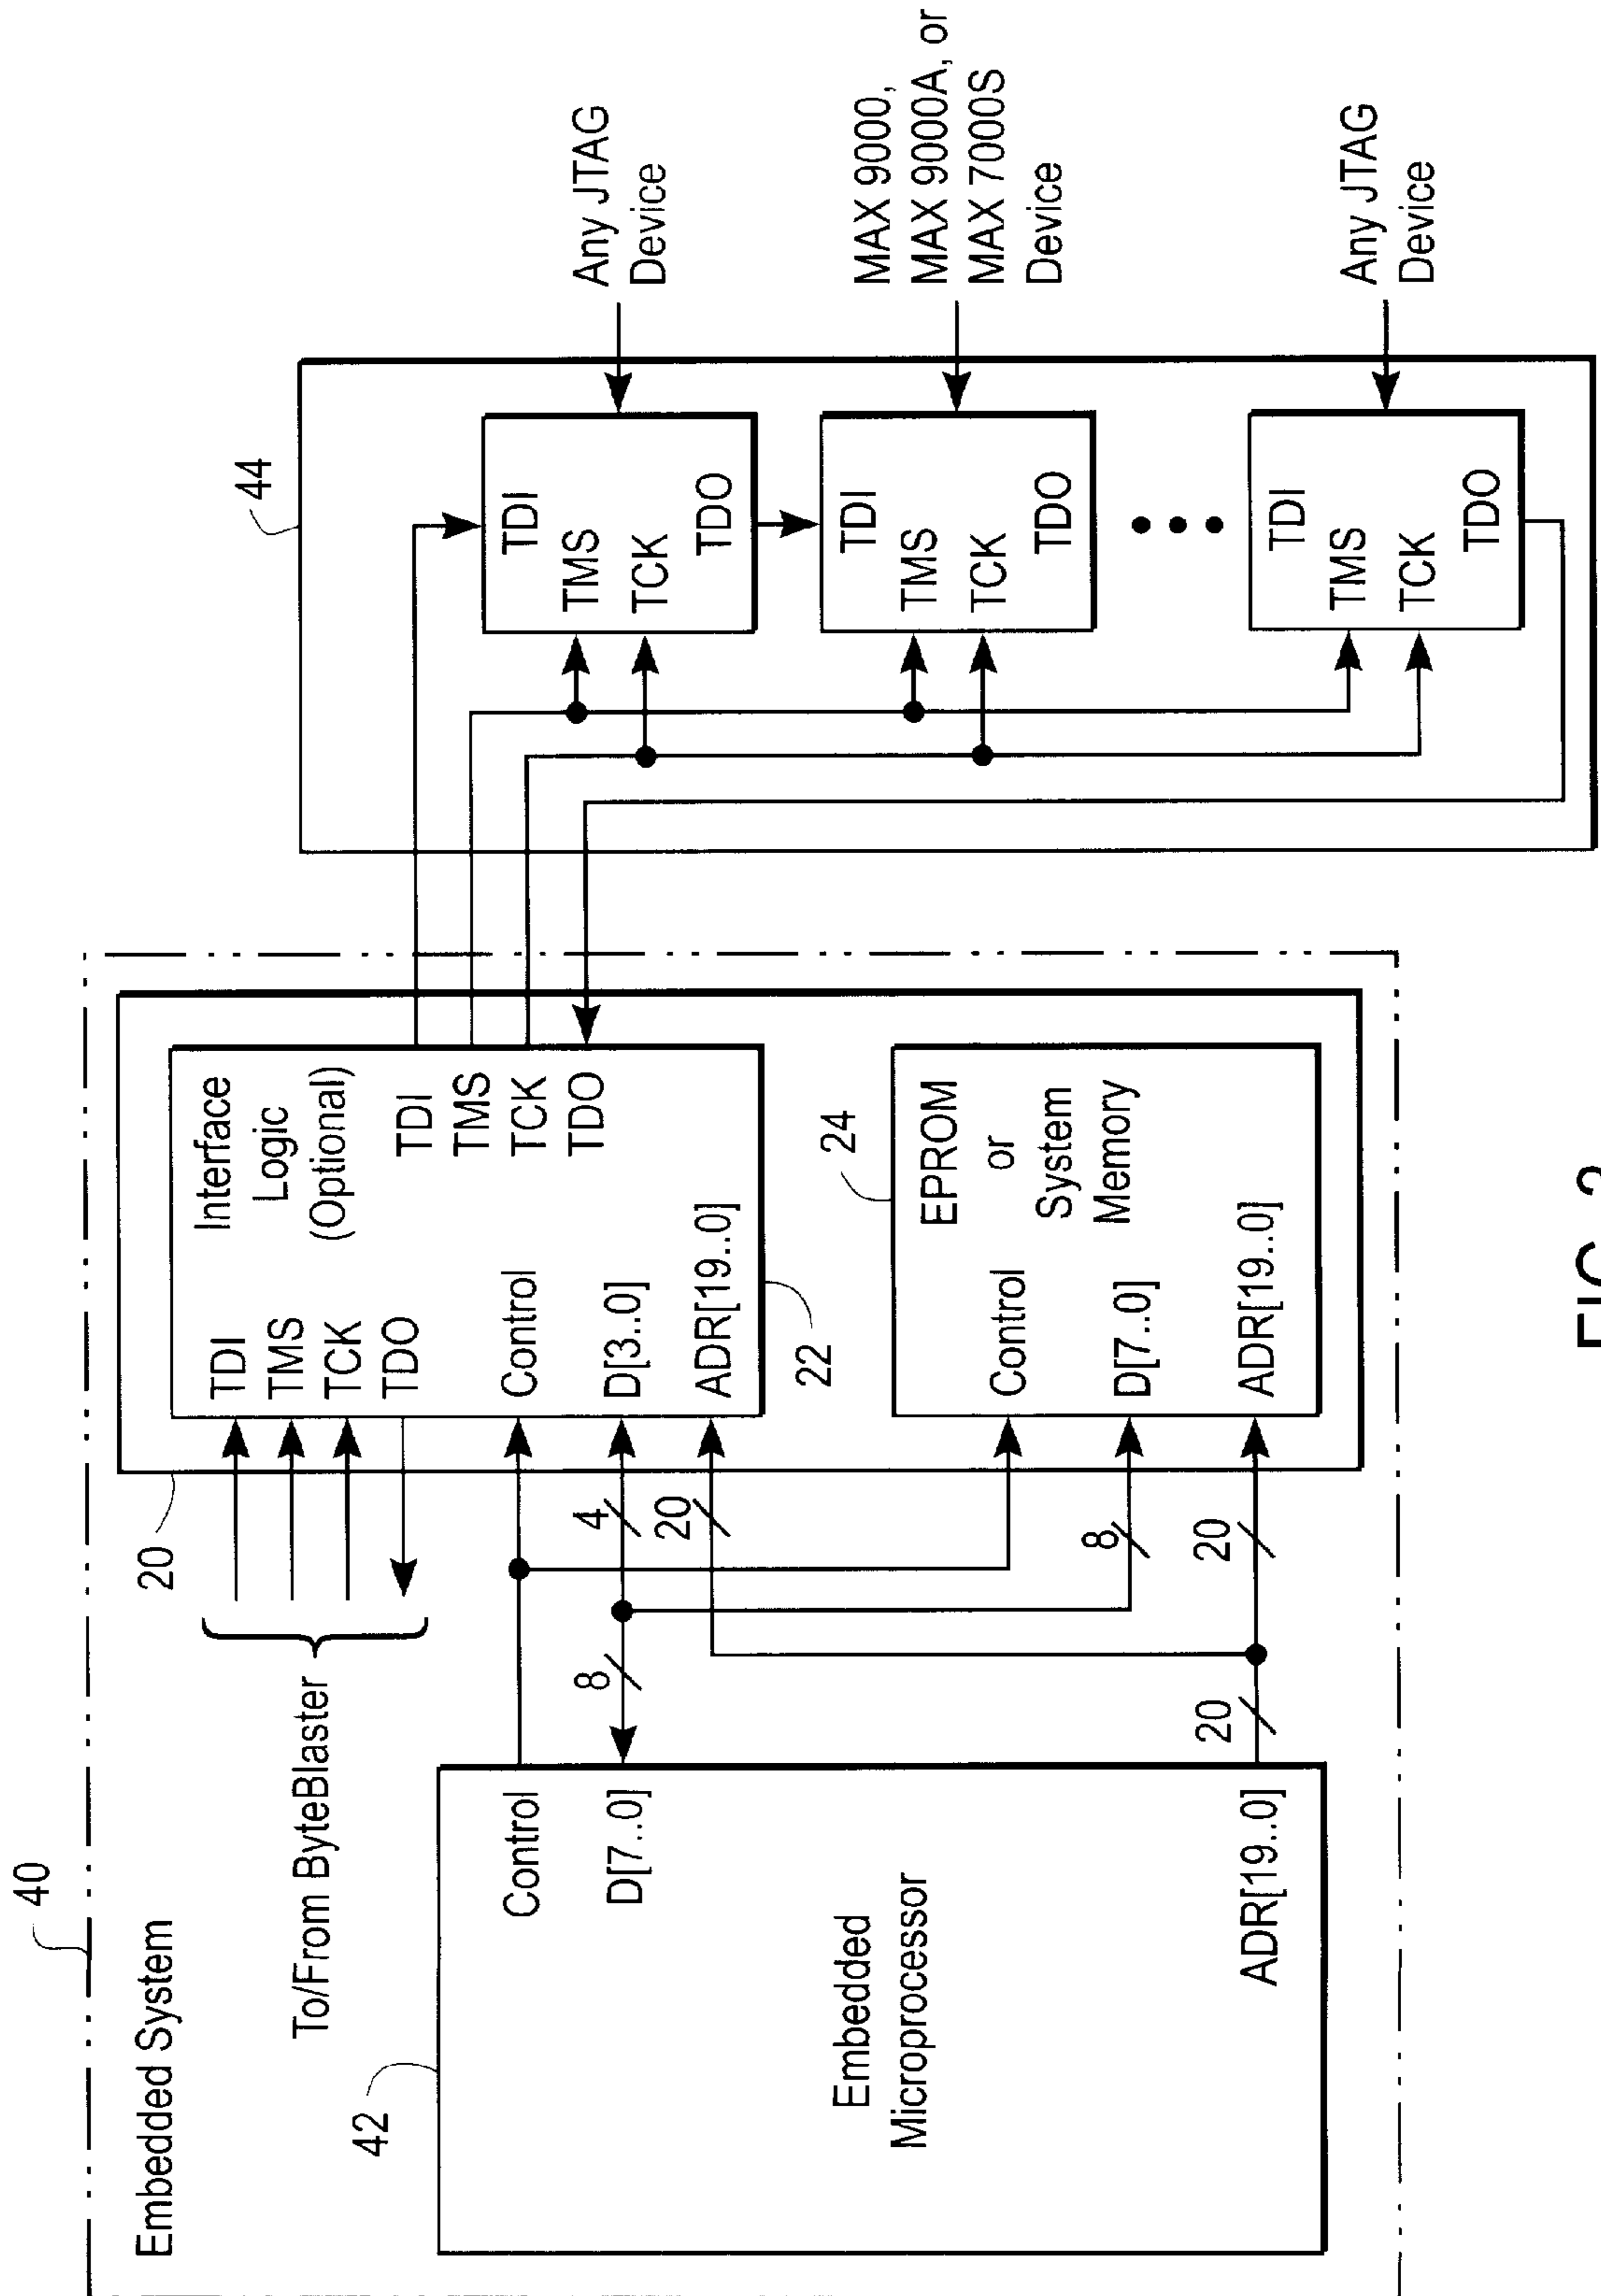 40
Embedded System
To/From ByteBlaster
42
Embedded
Microprocessor
Control
D[7..0]
ADR[19..0]
8
20
4
20
8
20
20
TDI
TMS
TCK
TDO
Interface
Logic
(Optional)
TDI
TMS
TCK
TDO
Control
D[3..0]
ADR[19..0]
22
24
EPROM
or
System
Memory
Control
D[7..0]
ADR[19..0]
44
TDI
TMS
TCK
TDO
Any JTAG
Device
TDI
TMS
TCK
TDO
MAX 9000,
MAX 9000A, or
MAX 7000S
Device
TDI
TMS
TCK
TDO
Any JTAG
Device